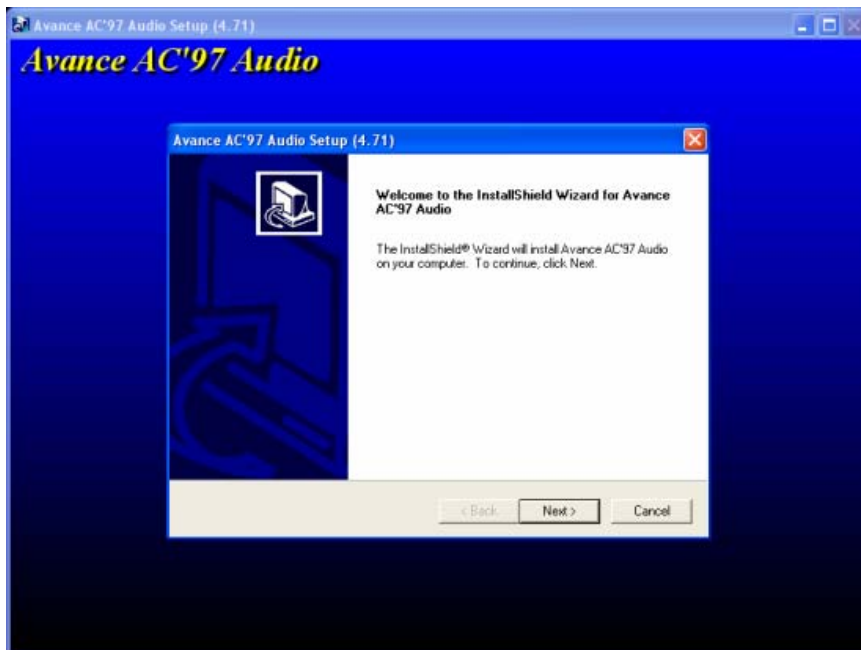 Avance AC'97 Audio Setup (4.71)
Avance AC'97 Audio
Avance AC'97 Audio Setup (4.71)
Welcome to the InstallShield Wizard for Avance
AC'97 Audio
The InstallShield® Wizard will install Avance AC'97 Audio
on your computer. To continue, click Next.
< Back
Next >
Cancel